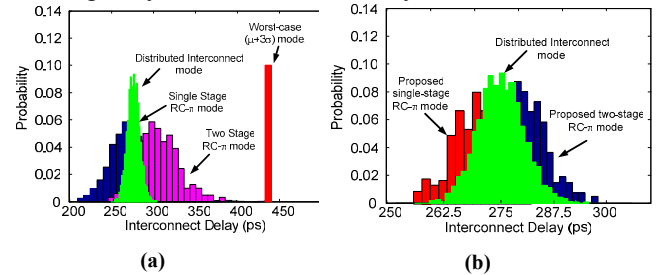 0.14
0.12
0.10
0.08
0.06
0.04
0.02
0
Probability
Worst-case
(μ+3σ) mode
Distributed Interconnect
mode
Single Stage
RC-π mode
Two Stage
RC-π mode
200 250 300 350 400 450
Interconnect Delay (ps)
(a)
0.14
0.12
0.10
0.08
0.06
0.04
0.02
0
Probability
Distributed Interconnect
mode
Proposed
single-stage
RC-π mode
Proposed two-stage
RC-π mode
250 262.5 275 287.5 300
Interconnect Delay (ps)
(b)